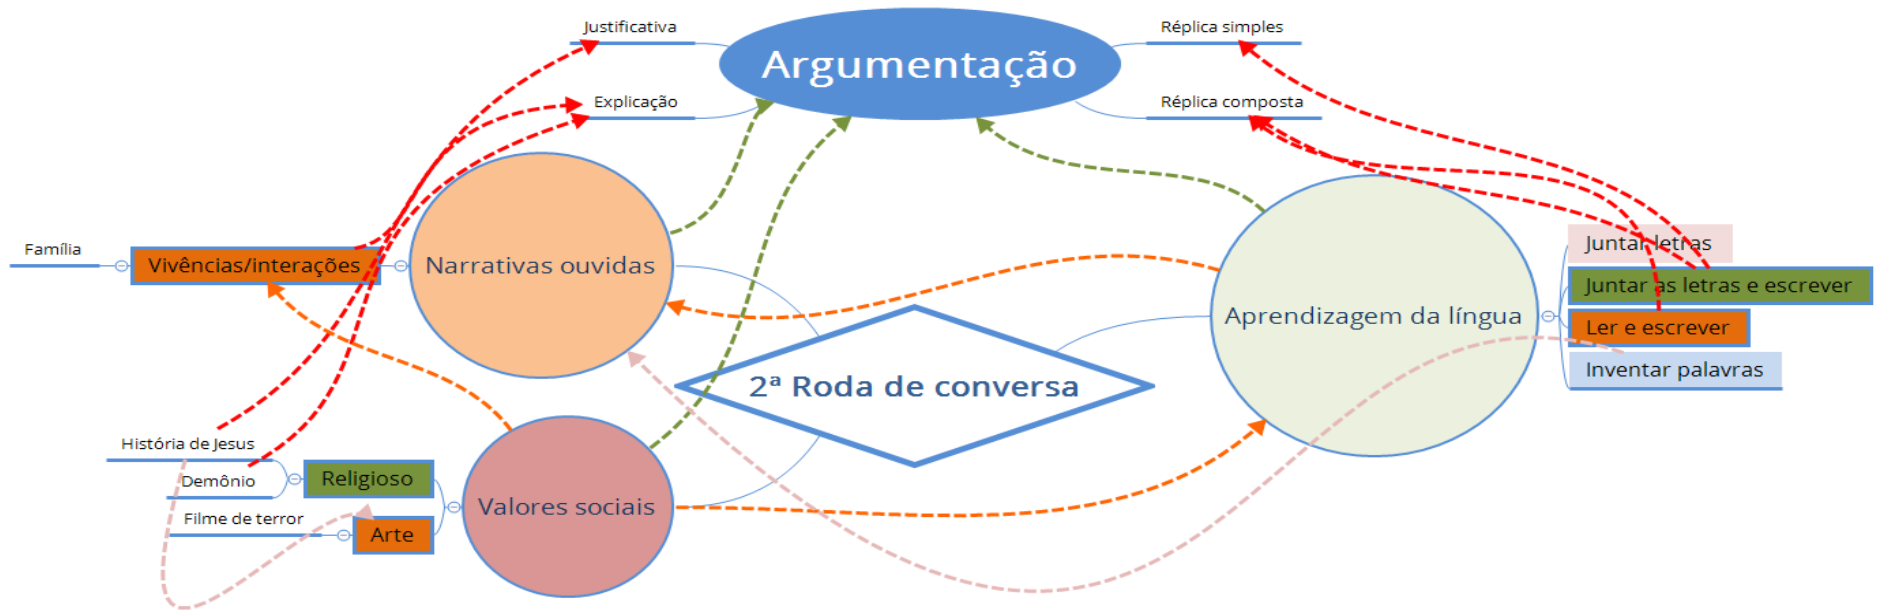 Justificativa
Argumentação
Réplica simples
Explicação
Réplica composta
Família
Vivências/interações
Narrativas ouvidas
Juntar letras
Juntar as letras e escrever
Aprendizagem da língua
Ler e escrever
Inventar palavras
2ª Roda de conversa
História de Jesus
Demônio
Religioso
Valores sociais
Filme de terror
Arte